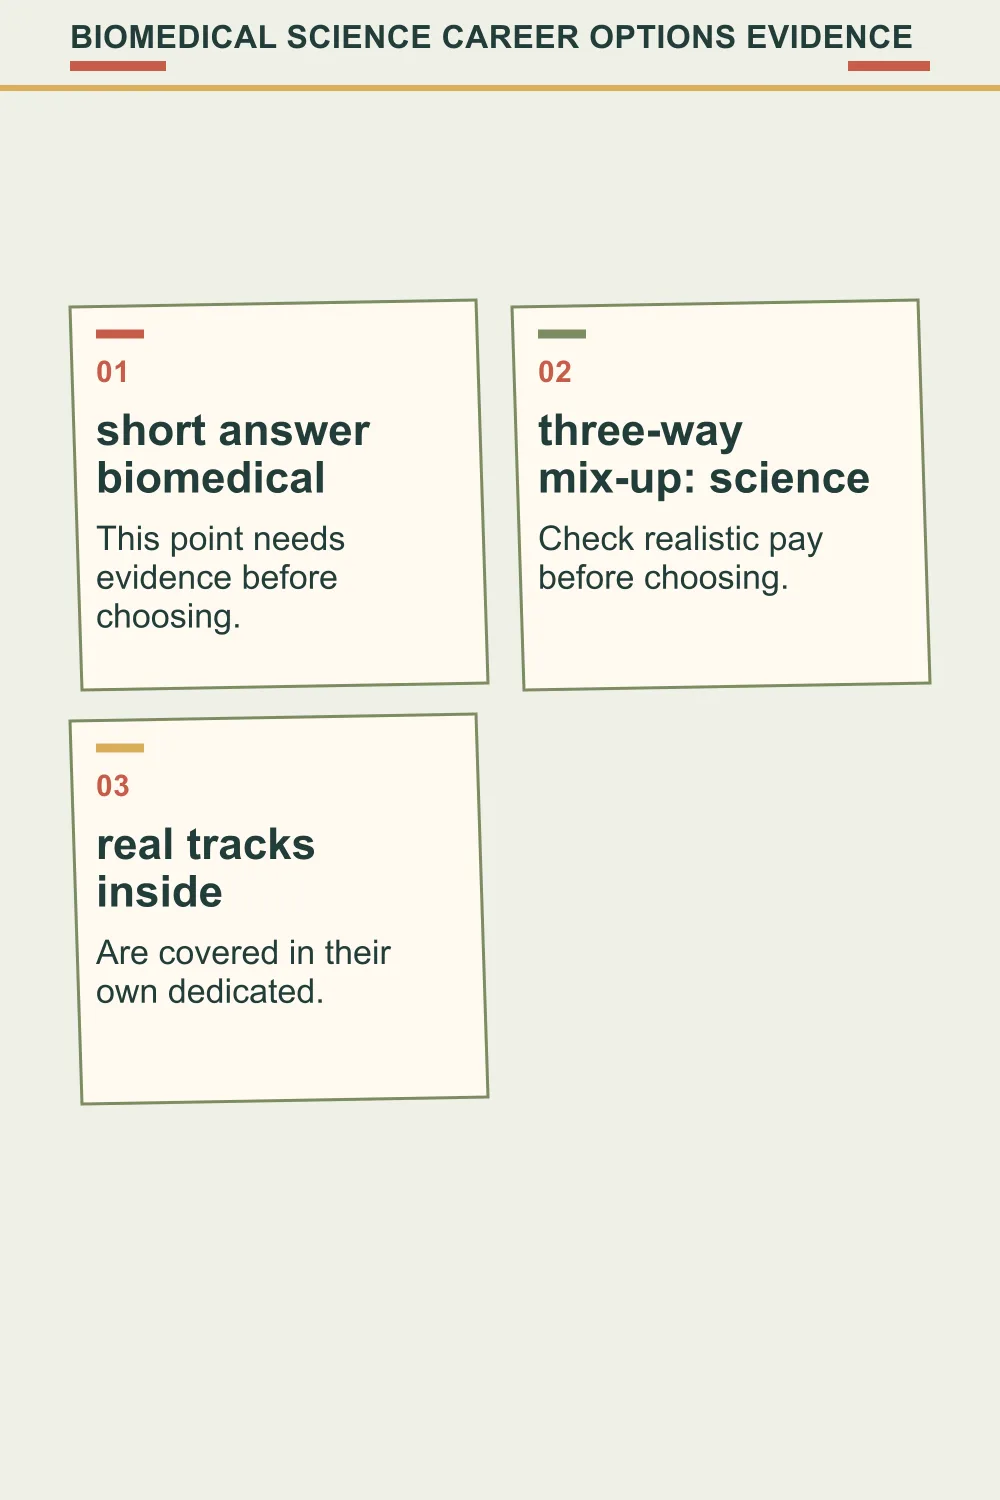 BIOMEDICAL SCIENCE CAREER OPTIONS EVIDENCE
01
short answer
biomedical
This point needs
evidence before
choosing.
02
three-way
mix-up: science
Check realistic pay
before choosing.
03
real tracks
inside
Are covered in their
own dedicated.